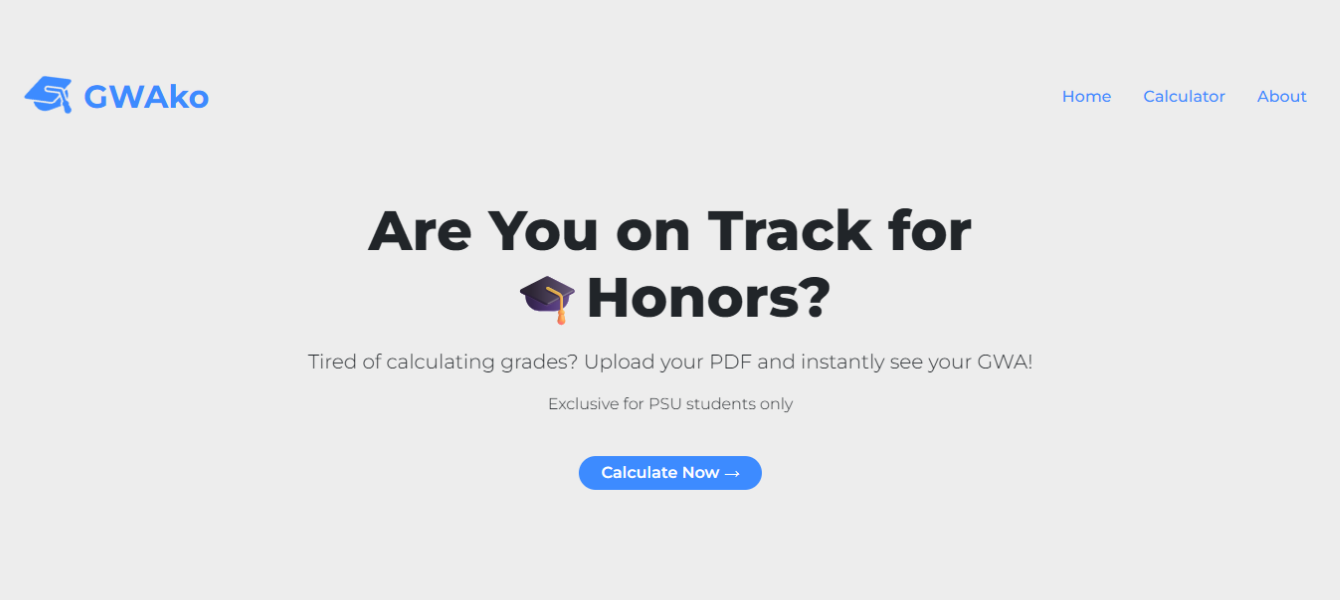 GWAko
Home
Calculator
About
Are You on Track for
Honors?
Tired of calculating grades? Upload your PDF and instantly see your GWA!
Exclusive for PSU students only
Calculate Now →